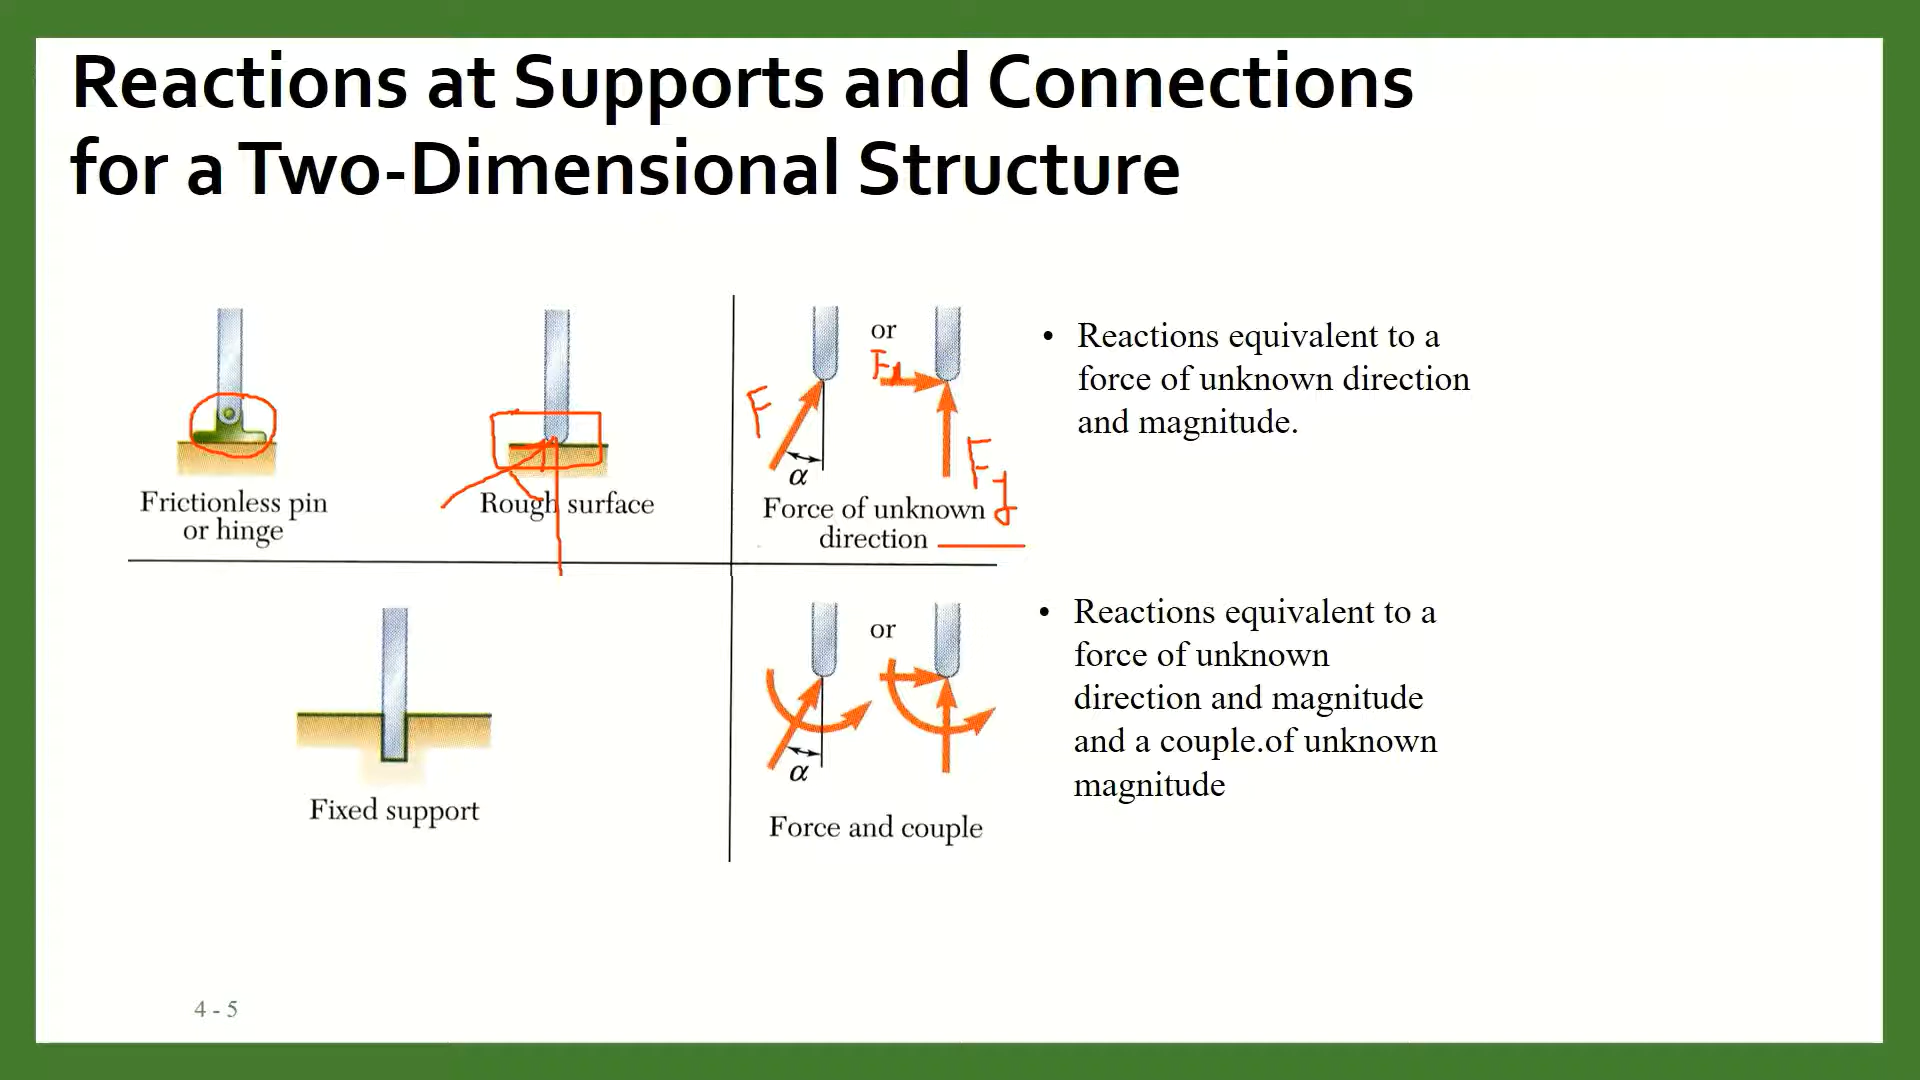 Reactions at Supports and Connections
for a Two-Dimensional Structure
Frictionless pin
or hinge
Rough surface
or
F
Fx
Fy
α
Force of unknown
direction
• Reactions equivalent to a
force of unknown direction
and magnitude.
Fixed support
or
α
Force and couple
• Reactions equivalent to a
force of unknown
direction and magnitude
and a couple.of unknown
magnitude
4 - 5